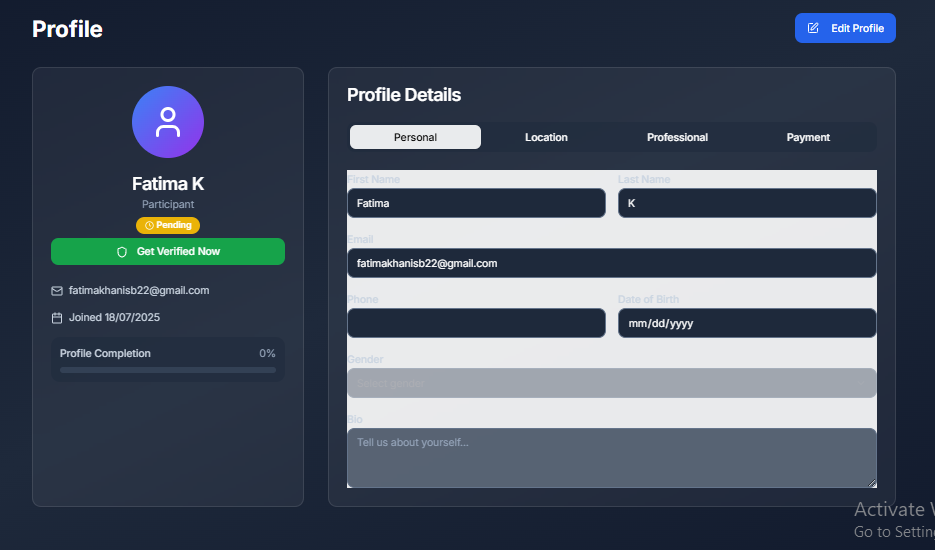 Profile
Edit Profile
Fatima K
Participant
Pending
Get Verified Now
fatimakhanisb22@gmail.com
Joined 18/07/2025
Profile Completion 0%
Profile Details
Personal Location Professional Payment
First Name Last Name
Fatima K
Email
fatimakhanisb22@gmail.com
Phone Date of Birth
mm/dd/yyyy
Gender
Select gender
Bio
Tell us about yourself...
Activate
Go to Settin